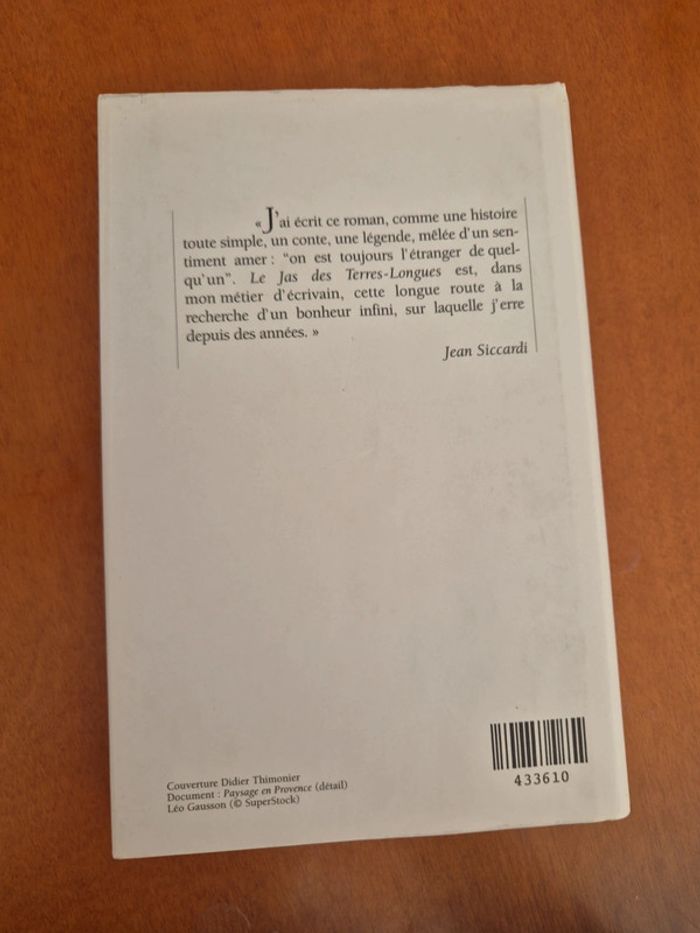 « J'ai écrit ce roman, comme une histoire
toute simple, un conte, une légende, mêlée d'un sen-
timent amer : "on est toujours l'étranger de quel-
qu'un". Le Jas des Terres-Longues est, dans
mon métier d'écrivain, cette longue route à la
recherche d'un bonheur infini, sur laquelle j'erre
depuis des années. »
Jean Siccardi
433610
Couverture Didier Thimonier
Document : Paysage en Provence (détail)
Léo Gausson (© SuperStock)